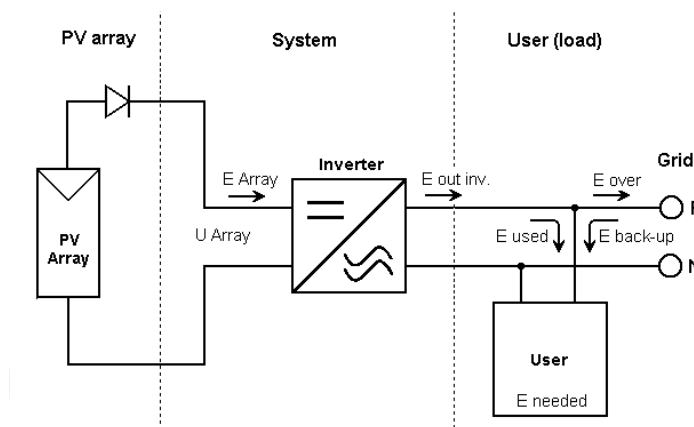 PV array
System
User (load)
Inverter
Grid
E Array
E out inv.
E over
PV
Array
U Array
E used
E back-up
User
E needed